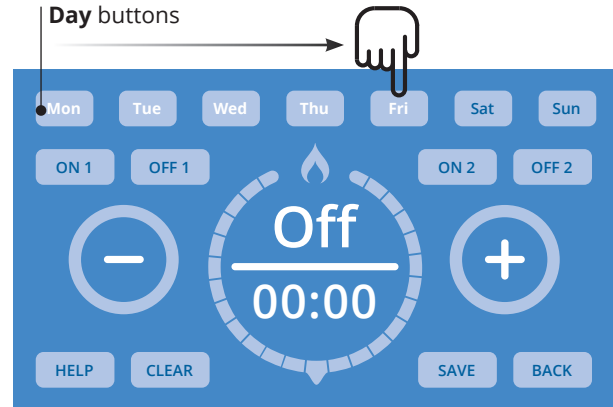 Day buttons
Mon Tue Wed Thu Fri Sat Sun
ON 1 OFF 1 ON 2 OFF 2
Off
00:00
HELP CLEAR SAVE BACK